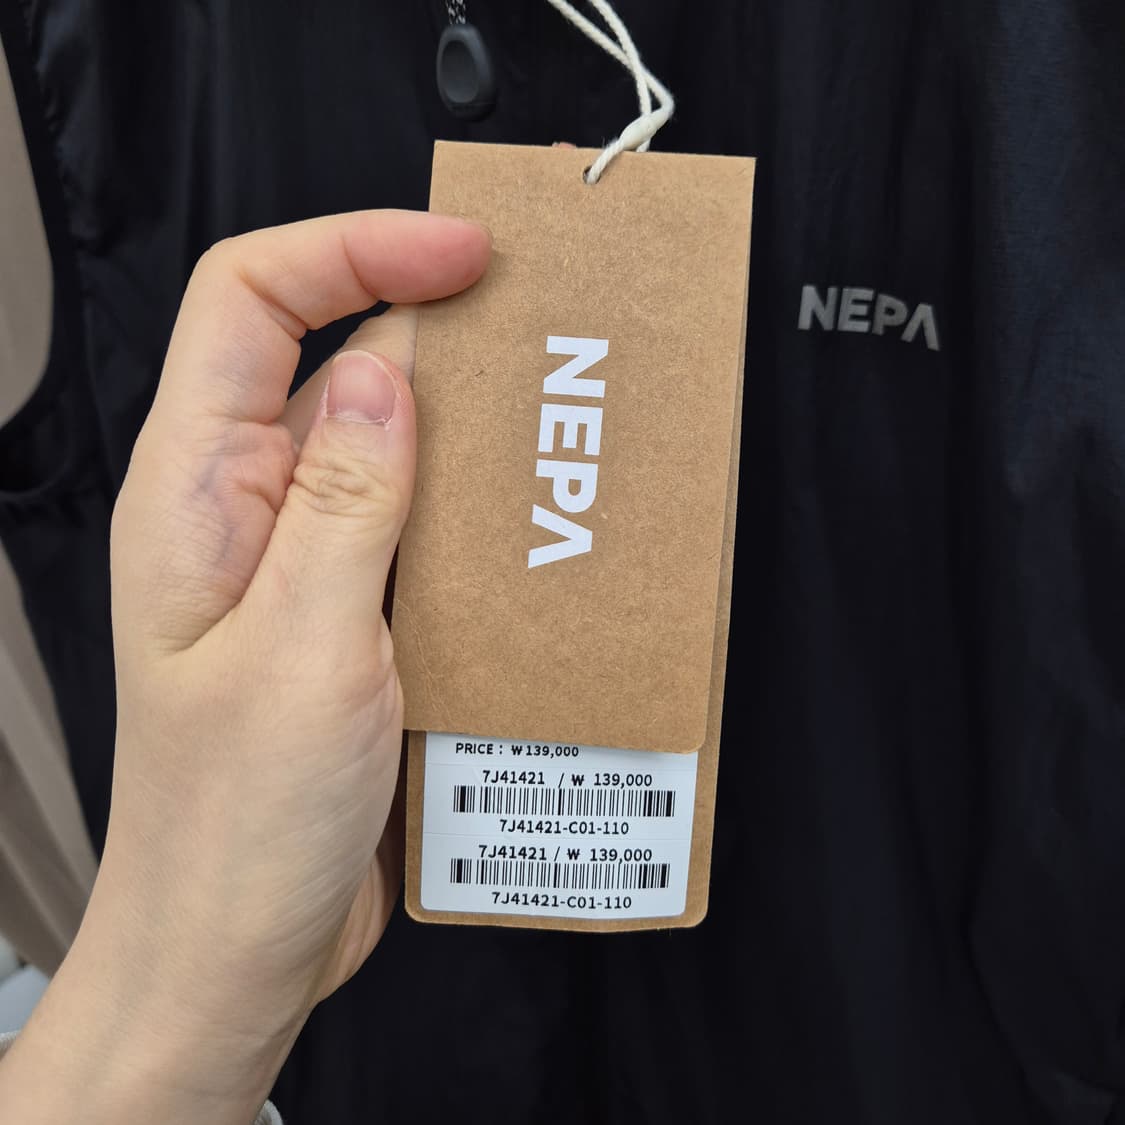 NEPA
NEPA
PRICE : ₩139,000
7J41421 / ₩ 139,000
7J41421-C01-110
7J41421 / ₩ 139,000
7J41421-C01-110